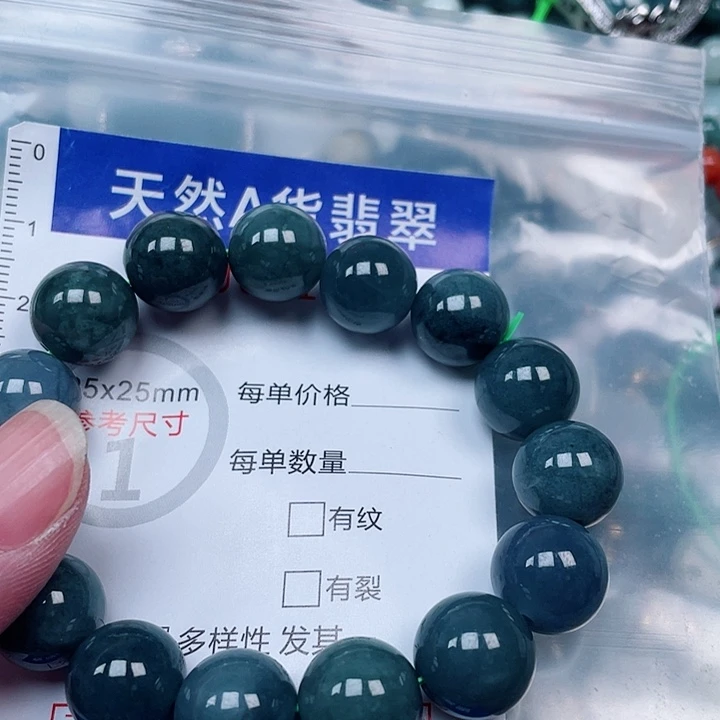 天然A货翡翠
0
1
2
5x25mm
参考尺寸
1
每单价格
每单数量
有纹
有裂
多样性 发其